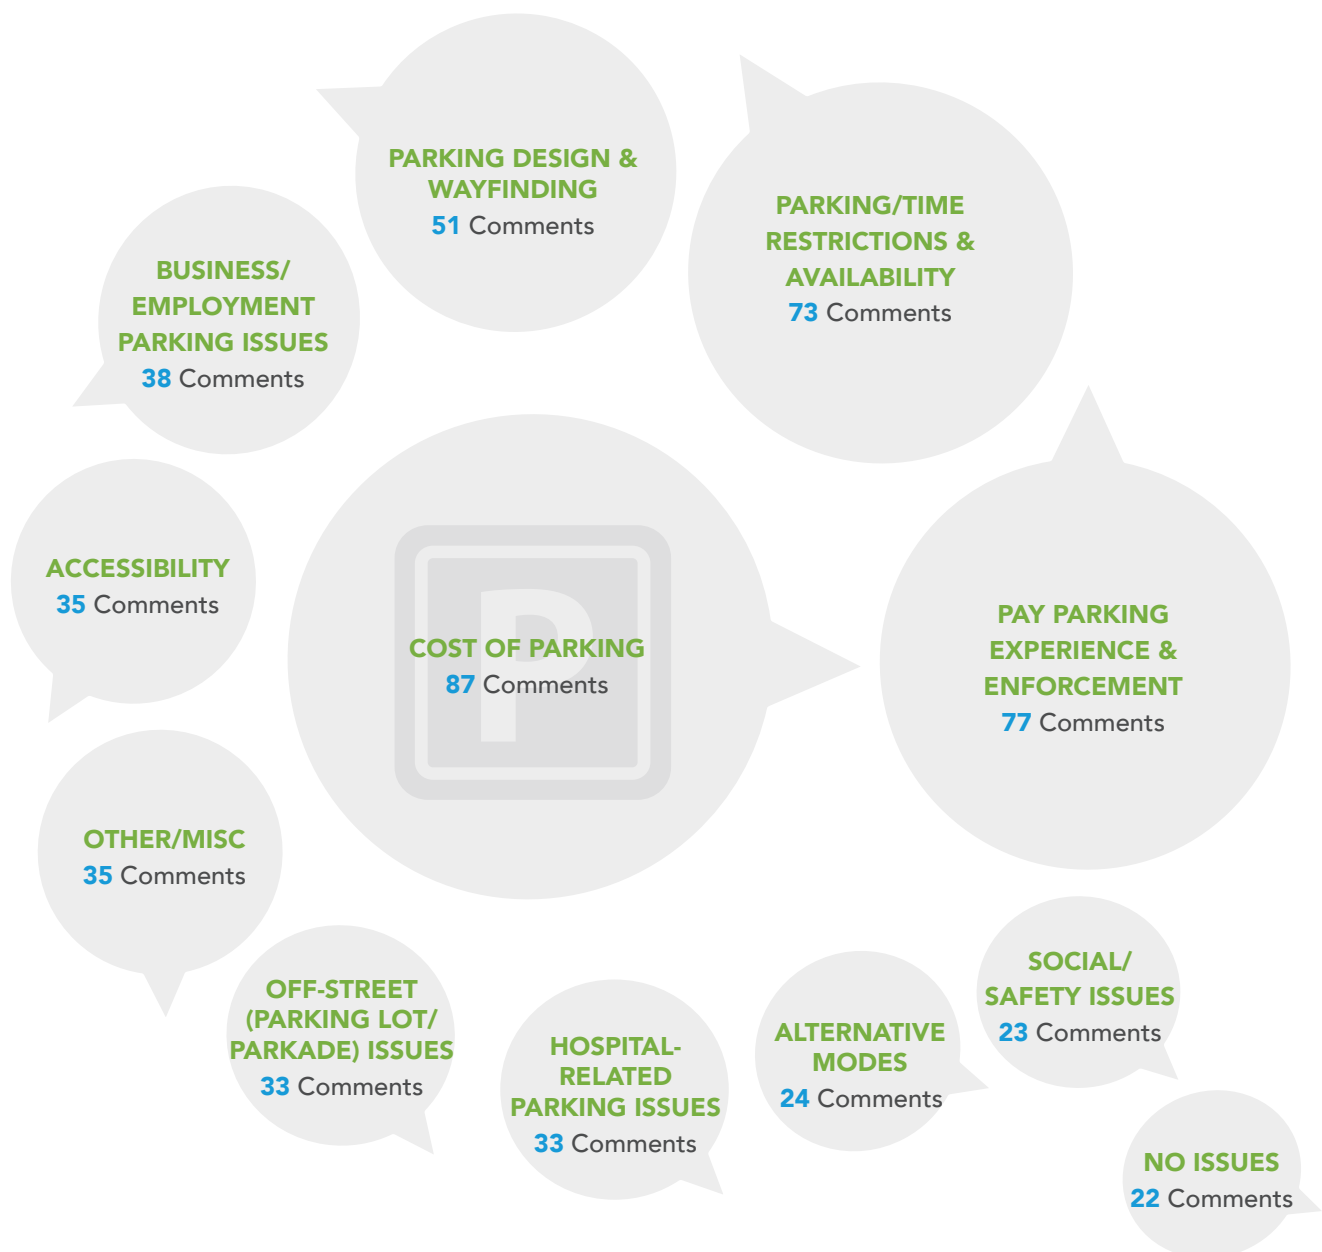 PARKING DESIGN &
WAYFINDING
51 Comments
PARKING/TIME
RESTRICTIONS &
AVAILABILITY
73 Comments
BUSINESS/
EMPLOYMENT
PARKING ISSUES
38 Comments
ACCESSIBILITY
35 Comments
P
COST OF PARKING
87 Comments
PAY PARKING
EXPERIENCE &
ENFORCEMENT
77 Comments
OTHER/MISC
35 Comments
OFF-STREET
(PARKING LOT/
PARKADE) ISSUES
33 Comments
HOSPITAL-
RELATED
PARKING ISSUES
33 Comments
ALTERNATIVE
MODES
24 Comments
SOCIAL/
SAFETY ISSUES
23 Comments
NO ISSUES
22 Comments